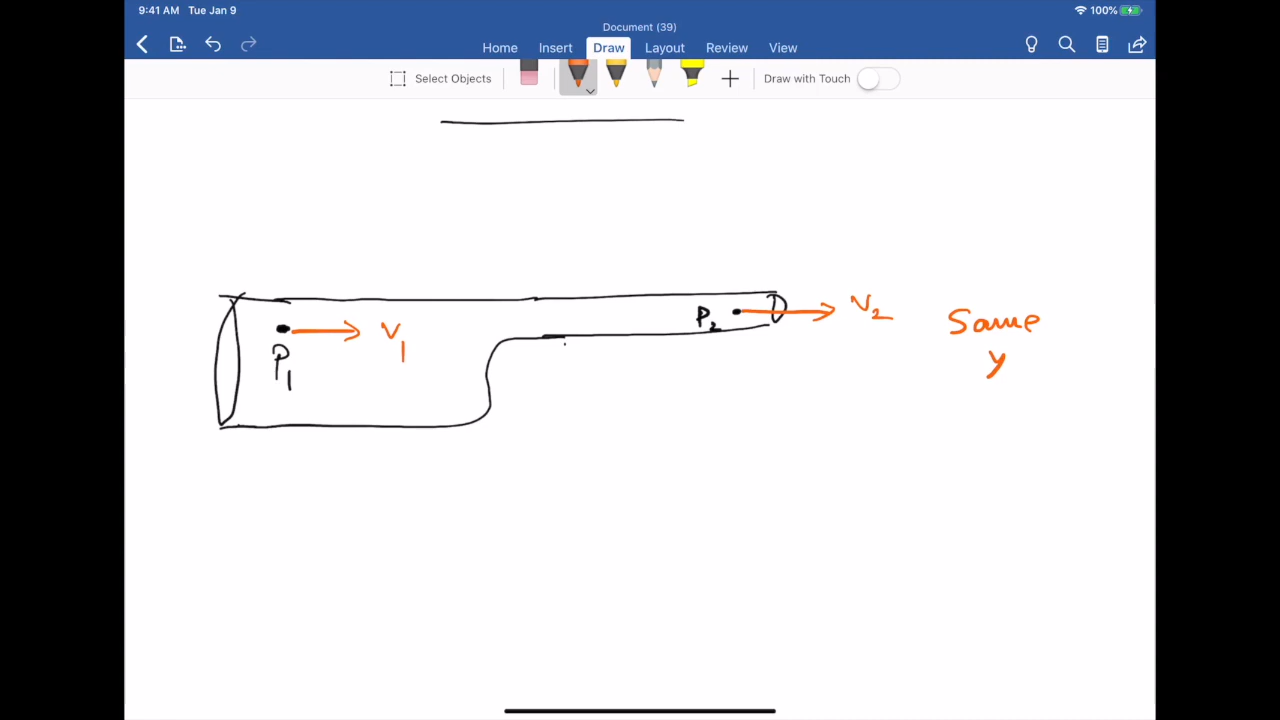 9:41 AM Tue Jan 9
100%
Document (39)
Home Insert Draw Layout Review View
Select Objects
Draw with Touch
P1
V1
P2
V2
Same
y